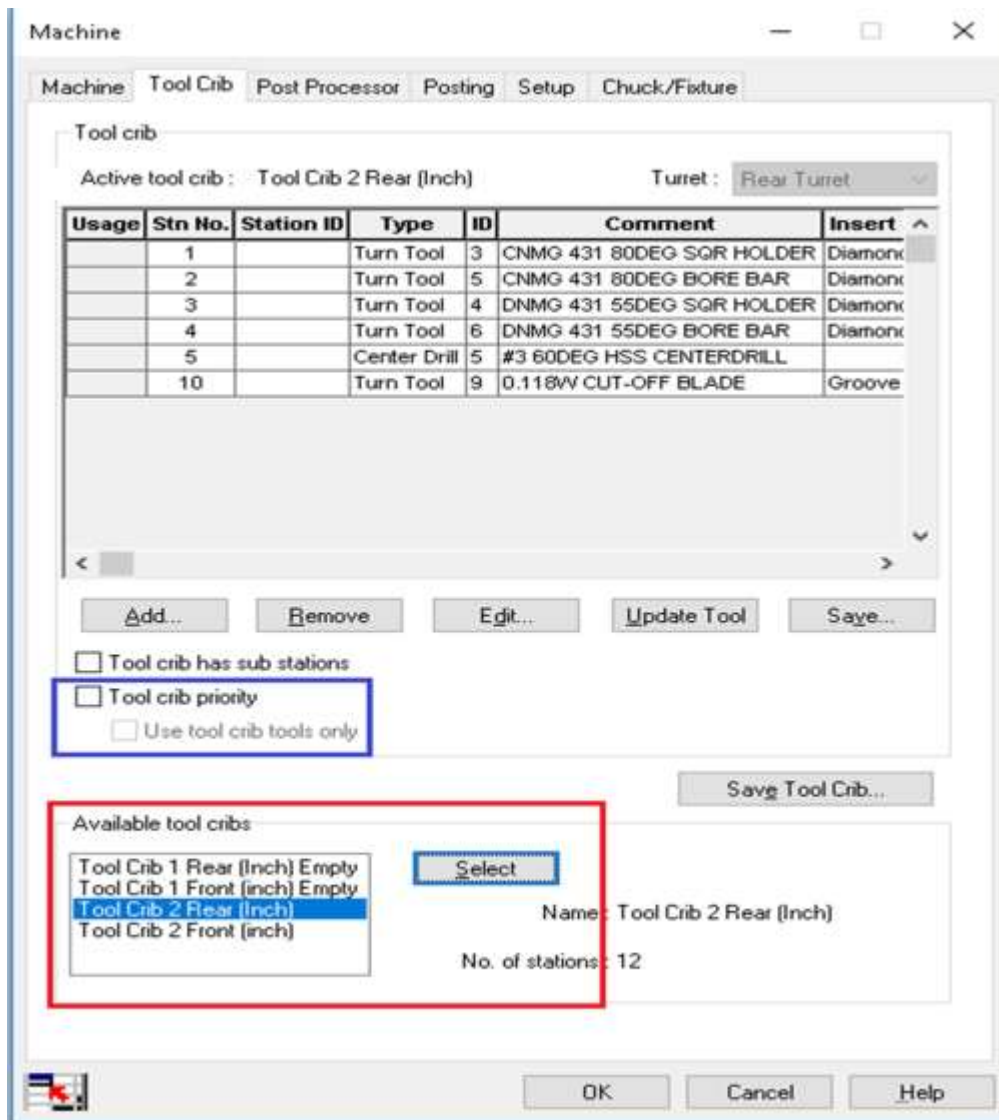 Machine
Machine Tool Crib Post Processor Posting Setup Chuck/Fixture
Tool crib
Active tool crib : Tool Crib 2 Rear (Inch) Turret : Rear Turret
Usage Stn No. Station ID Type ID Comment Insert
1 Turn Tool 3 CNMG 431 80DEG SQR HOLDER Diamond
2 Turn Tool 5 CNMG 431 80DEG BORE BAR Diamond
3 Turn Tool 4 DNMG 431 55DEG SQR HOLDER Diamond
4 Turn Tool 6 DNMG 431 55DEG BORE BAR Diamond
5 Center Drill 5 #3 60DEG HSS CENTERDRILL
10 Turn Tool 9 0.118W CUT-OFF BLADE Groove
Add... Remove Edit... Update Tool Save...
Tool crib has sub stations
Tool crib priority
Use tool crib tools only
Save Tool Crib...
Available tool cribs
Tool Crib 1 Rear (Inch) Empty
Tool Crib 1 Front (inch) Empty
Tool Crib 2 Rear (Inch)
Tool Crib 2 Front (inch)
Select
Name : Tool Crib 2 Rear (Inch)
No. of stations : 12
OK Cancel Help